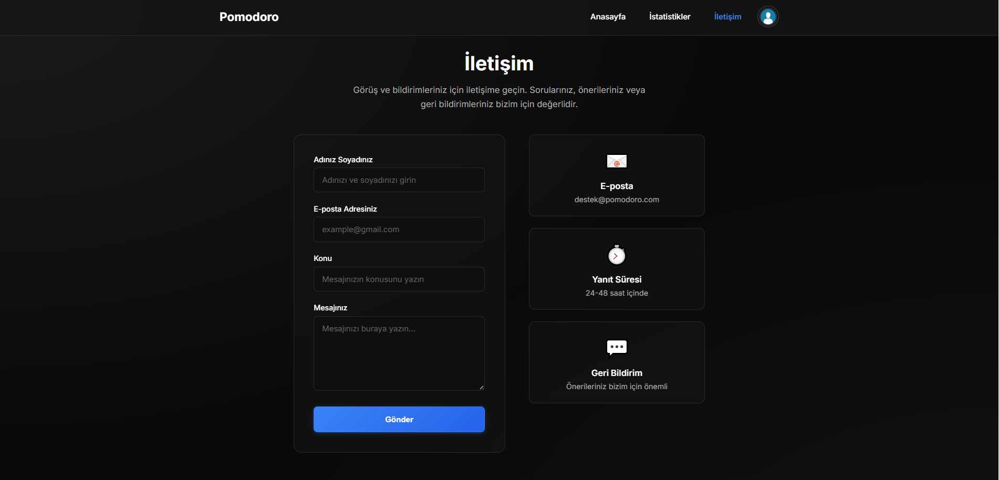 Pomodoro
Anasayfa
İstatistikler
İletişim
İletişim
Görüş ve bildirimleriniz için iletişime geçin. Sorularınız, önerileriniz veya
geri bildirimleriniz bizim için değerlidir.
Adınız Soyadınız
Adınızı ve soyadınızı girin
E-posta Adresiniz
example@gmail.com
Konu
Mesajınızın konusunu yazın
Mesajınız
Mesajınızı buraya yazın...
Gönder
@
E-posta
destek@pomodoro.com
Yanıt Süresi
24-48 saat içinde
Geri Bildirim
Önerileriniz bizim için önemli